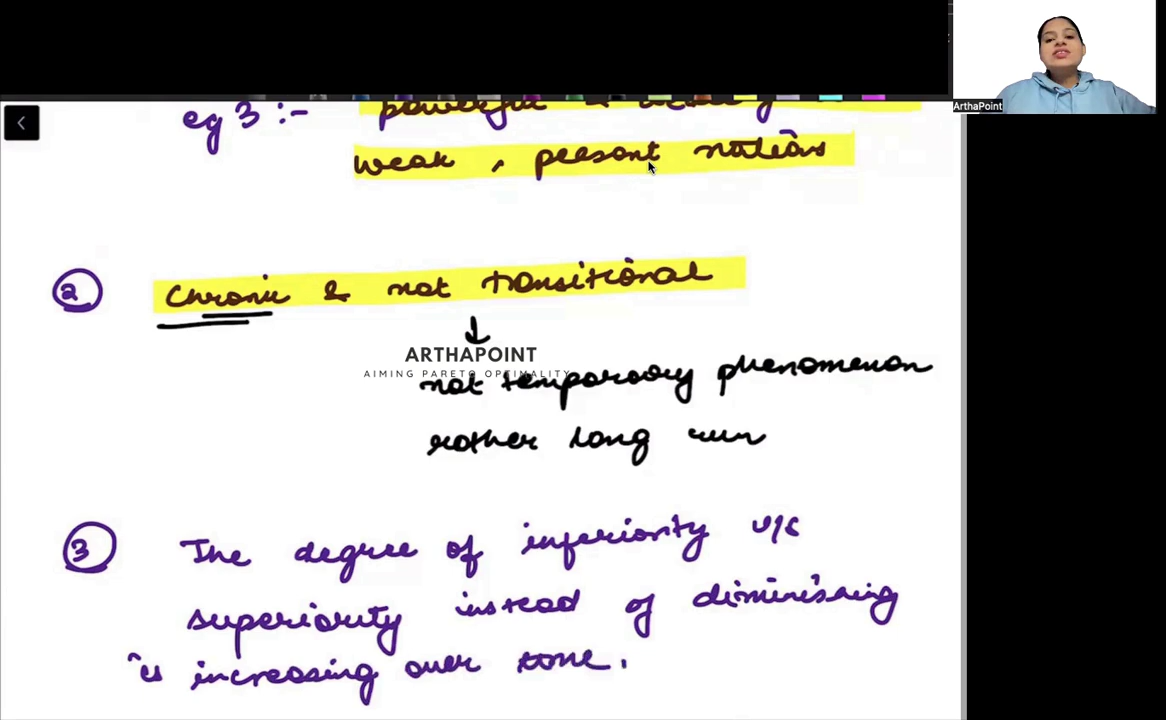 ArthaPoint
eg 3 :- powerful &
weak, peasant nations
2 Chronic & not transitional
↓
ARTHAPOINT
AIMING PARETO OPTIMALITY
not temporary phenomenon
rather long run
3 The degree of inferiority v/s
superiority instead of diminishing
is increasing over time.